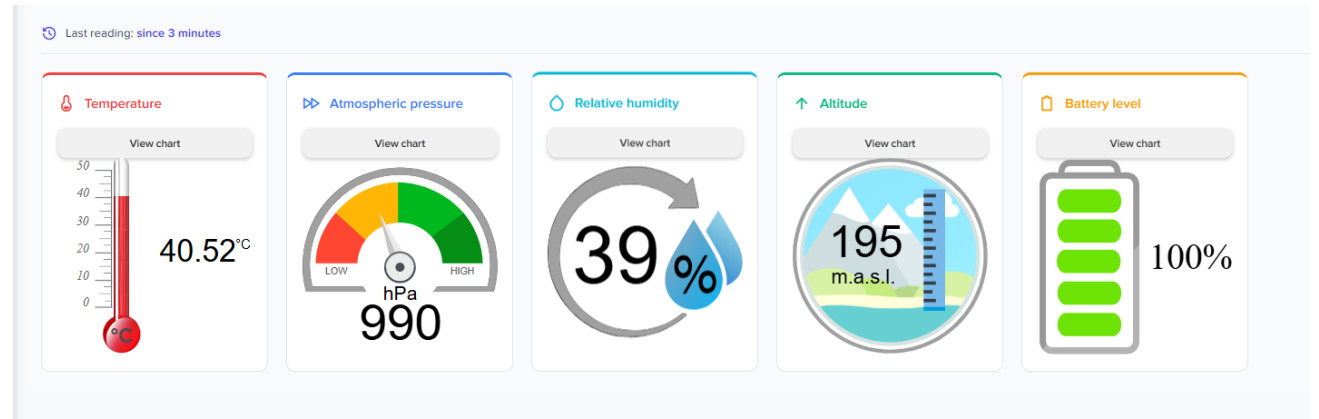 Last reading: since 3 minutes
Temperature
View chart
50
40
30
20
10
0
40.52°C
°C
Atmospheric pressure
View chart
LOW
HIGH
hPa
990
Relative humidity
View chart
39
%
Altitude
View chart
195
m.a.s.l.
Battery level
View chart
100%